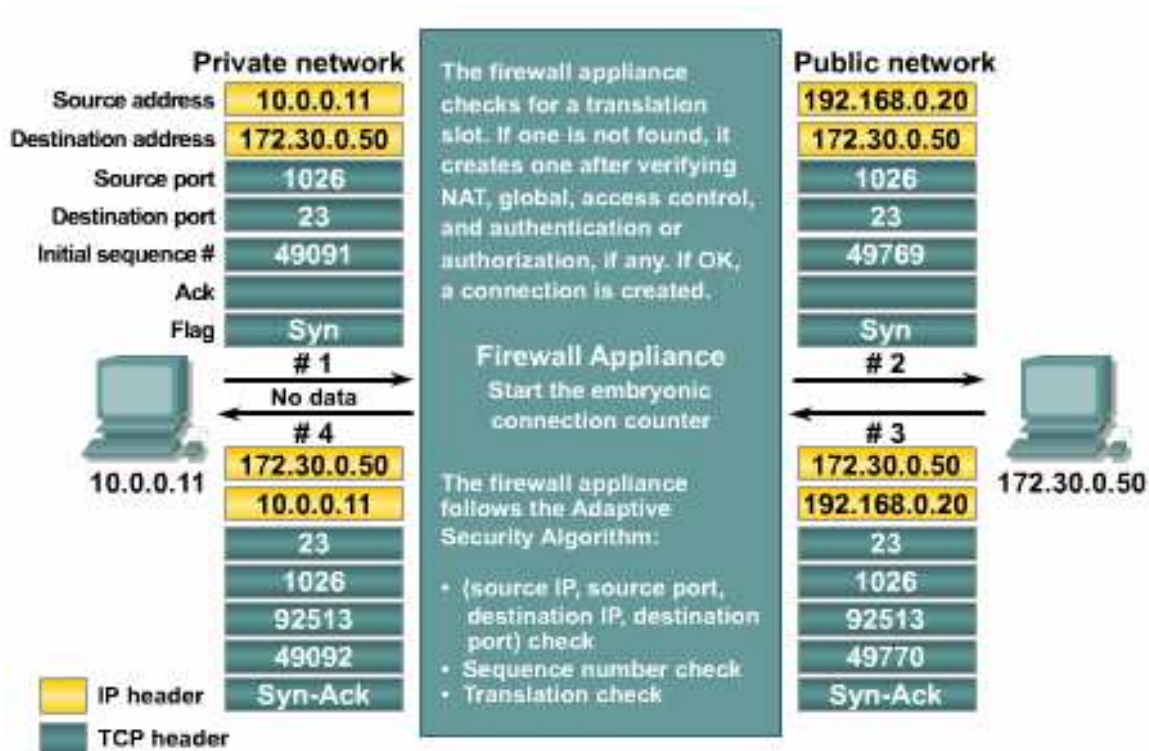 Private network
Source address 10.0.0.11
Destination address 172.30.0.50
Source port 1026
Destination port 23
Initial sequence # 49091
Ack
Flag Syn
# 1
No data
# 4
10.0.0.11
172.30.0.50
10.0.0.11
23
1026
92513
49092
Syn-Ack
IP header
TCP header
The firewall appliance
checks for a translation
slot. If one is not found, it
creates one after verifying
NAT, global, access control,
and authentication or
authorization, if any. If OK,
a connection is created.
Firewall Appliance
Start the embryonic
connection counter
The firewall appliance
follows the Adaptive
Security Algorithm:
• (source IP, source port,
destination IP, destination
port) check
• Sequence number check
• Translation check
Public network
192.168.0.20
172.30.0.50
1026
23
49769
Syn
# 2
# 3
172.30.0.50
172.30.0.50
192.168.0.20
23
1026
92513
49770
Syn-Ack